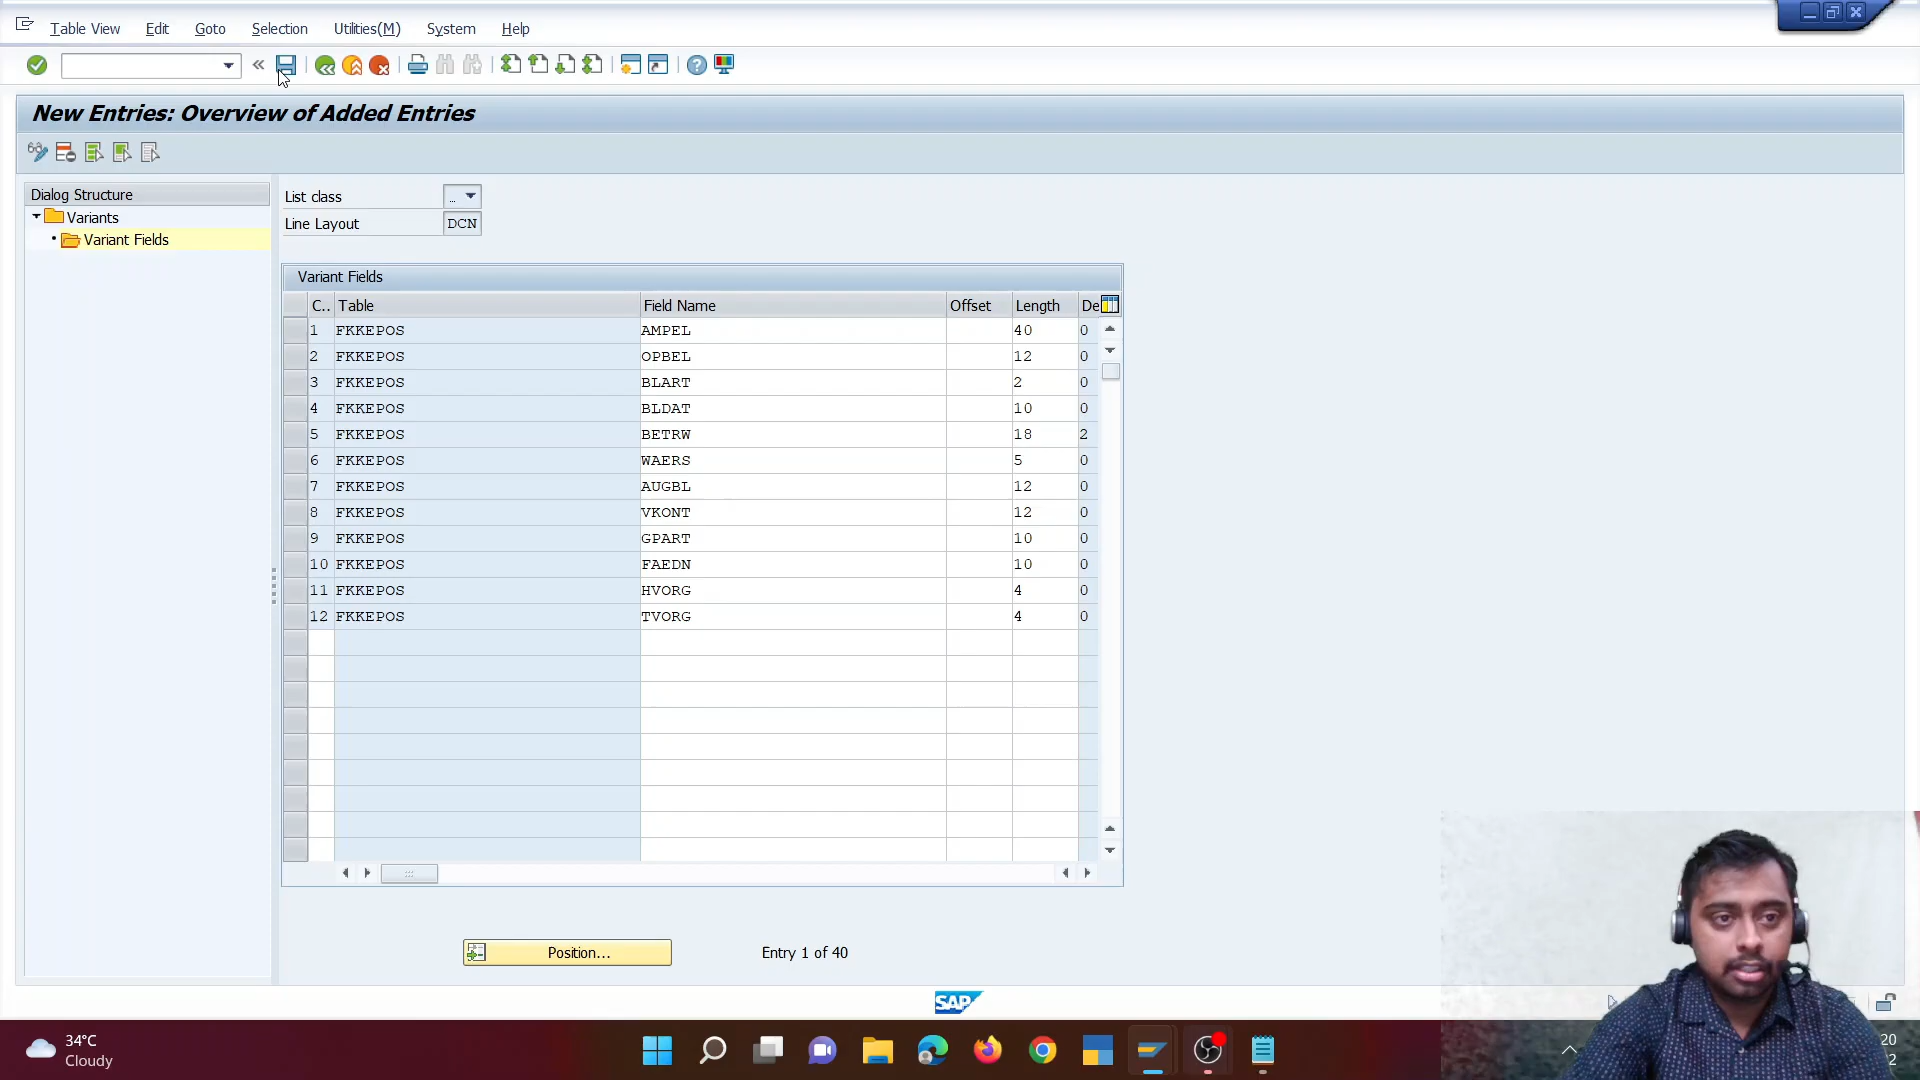 Table View Edit Goto Selection Utilities(M) System Help
New Entries: Overview of Added Entries
Dialog Structure
Variants
Variant Fields
List class ...
Line Layout DCN
Variant Fields
C.. Table Field Name Offset Length De
1 FKKEPOS AMPEL 40 0
2 FKKEPOS OPBEL 12 0
3 FKKEPOS BLART 2 0
4 FKKEPOS BLDAT 10 0
5 FKKEPOS BETRW 18 2
6 FKKEPOS WAERS 5 0
7 FKKEPOS AUGBL 12 0
8 FKKEPOS VKONT 12 0
9 FKKEPOS GPART 10 0
10 FKKEPOS FAEDN 10 0
11 FKKEPOS HVORG 4 0
12 FKKEPOS TVORG 4 0
Position... Entry 1 of 40
SAP
34°C
Cloudy
20
2